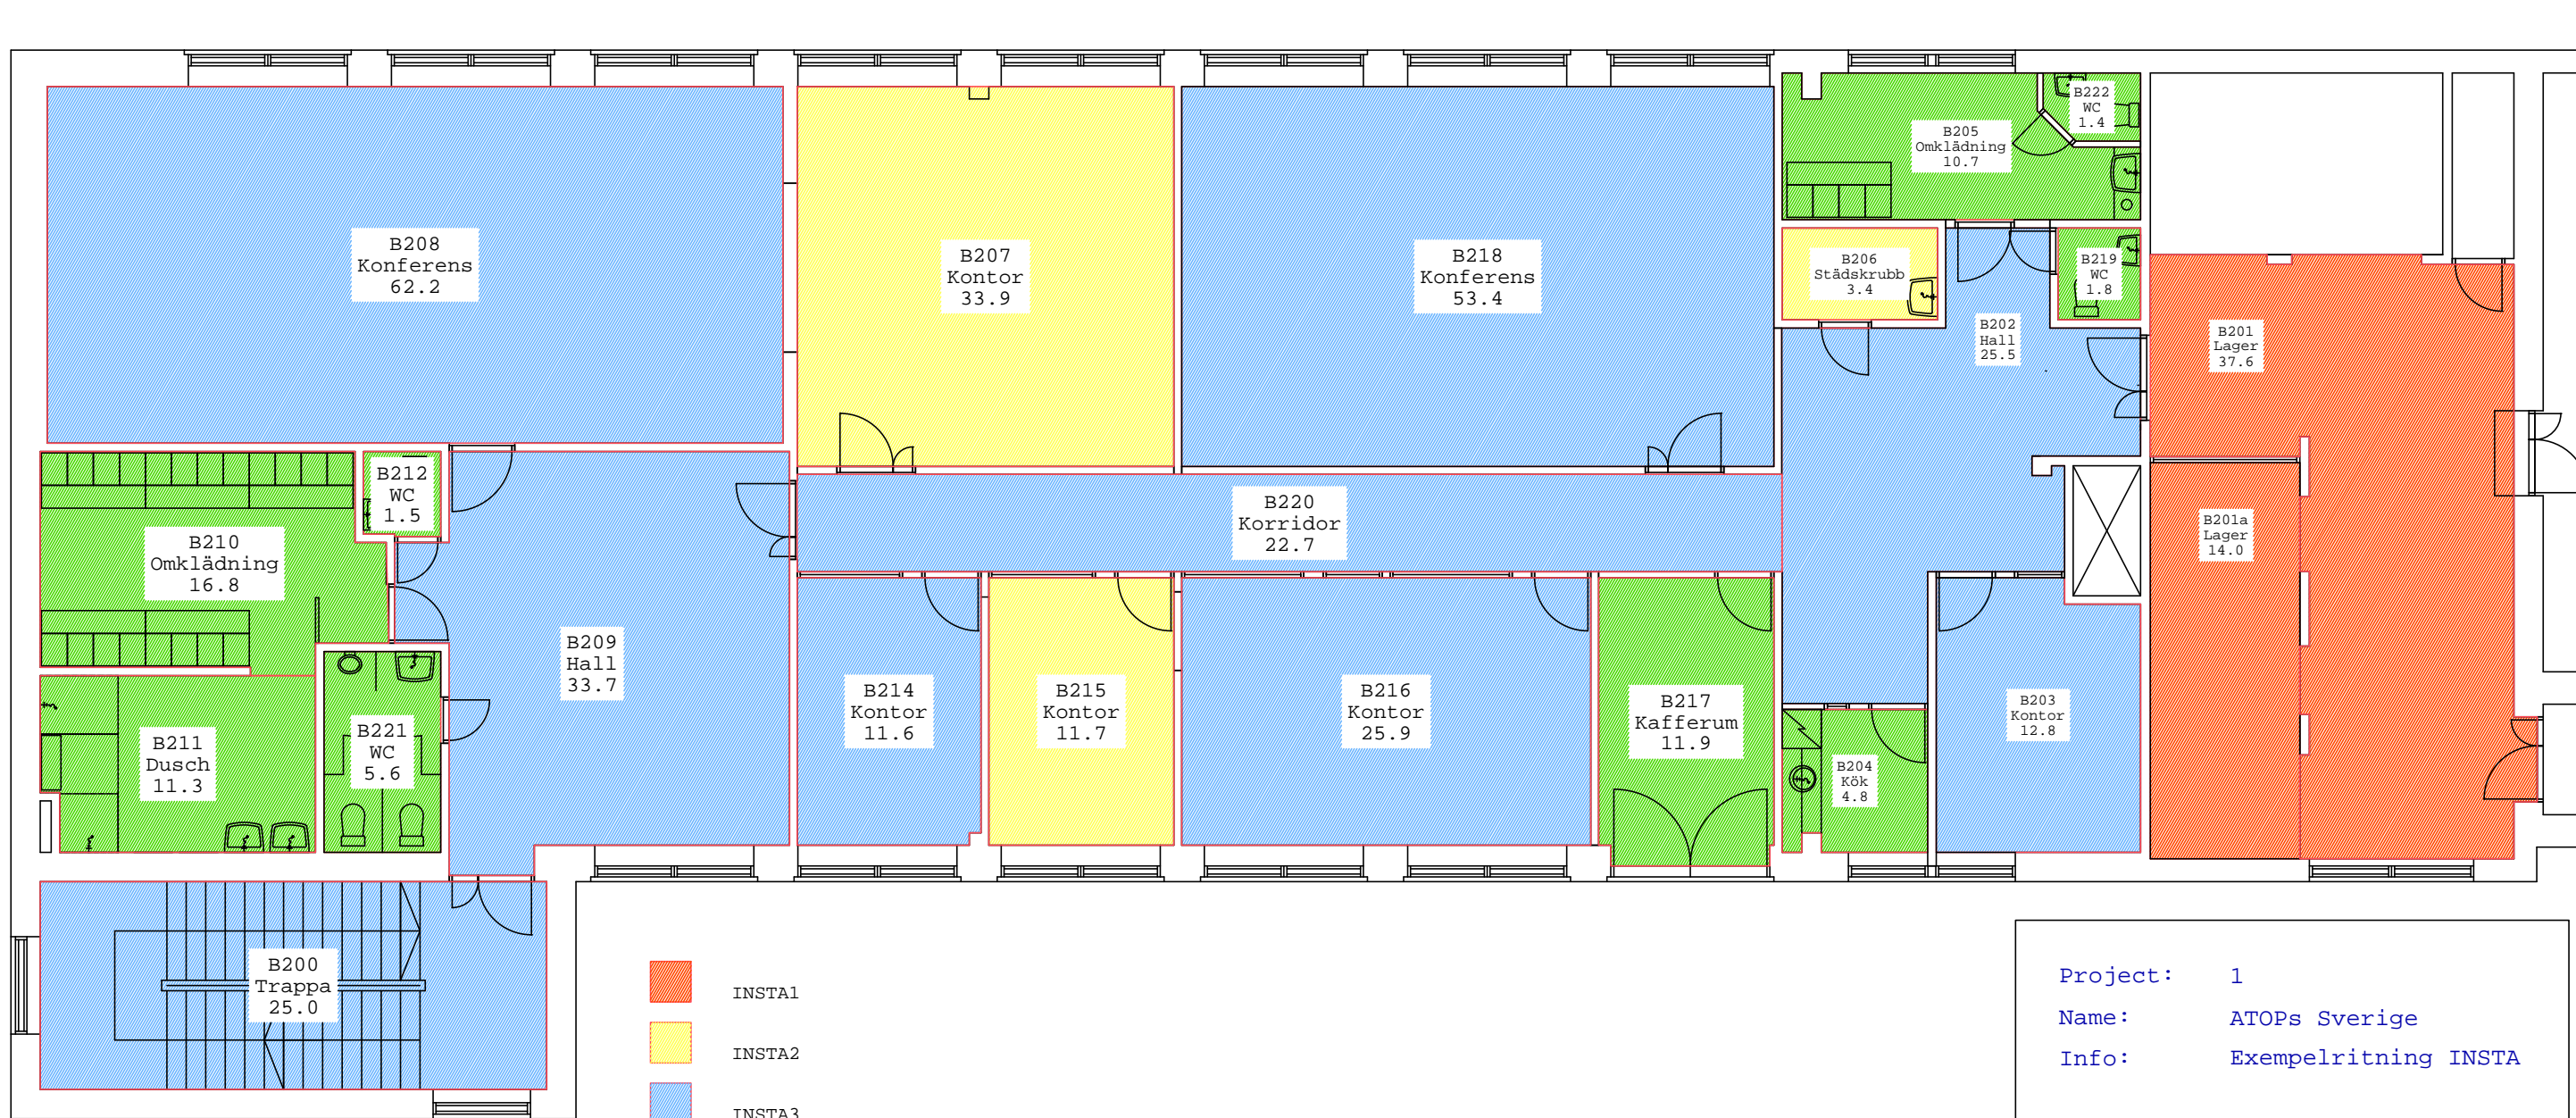 B208
Konferens
62.2
B207
Kontor
33.9
B218
Konferens
53.4
B205
Omklädning
10.7
B222
WC
1.4
B206
Städskrubb
3.4
B219
WC
1.8
B202
Hall
25.5
B201
Lager
37.6
B212
WC
1.5
B210
Omklädning
16.8
B220
Korridor
22.7
B201a
Lager
14.0
B209
Hall
33.7
B211
Dusch
11.3
B221
WC
5.6
B214
Kontor
11.6
B215
Kontor
11.7
B216
Kontor
25.9
B217
Kafferum
11.9
B204
Kök
4.8
B203
Kontor
12.8
B200
Trappa
25.0
INSTA1
INSTA2
INSTA3
Project: 1
Name: ATOPs Sverige
Info: Exempelritning INSTA